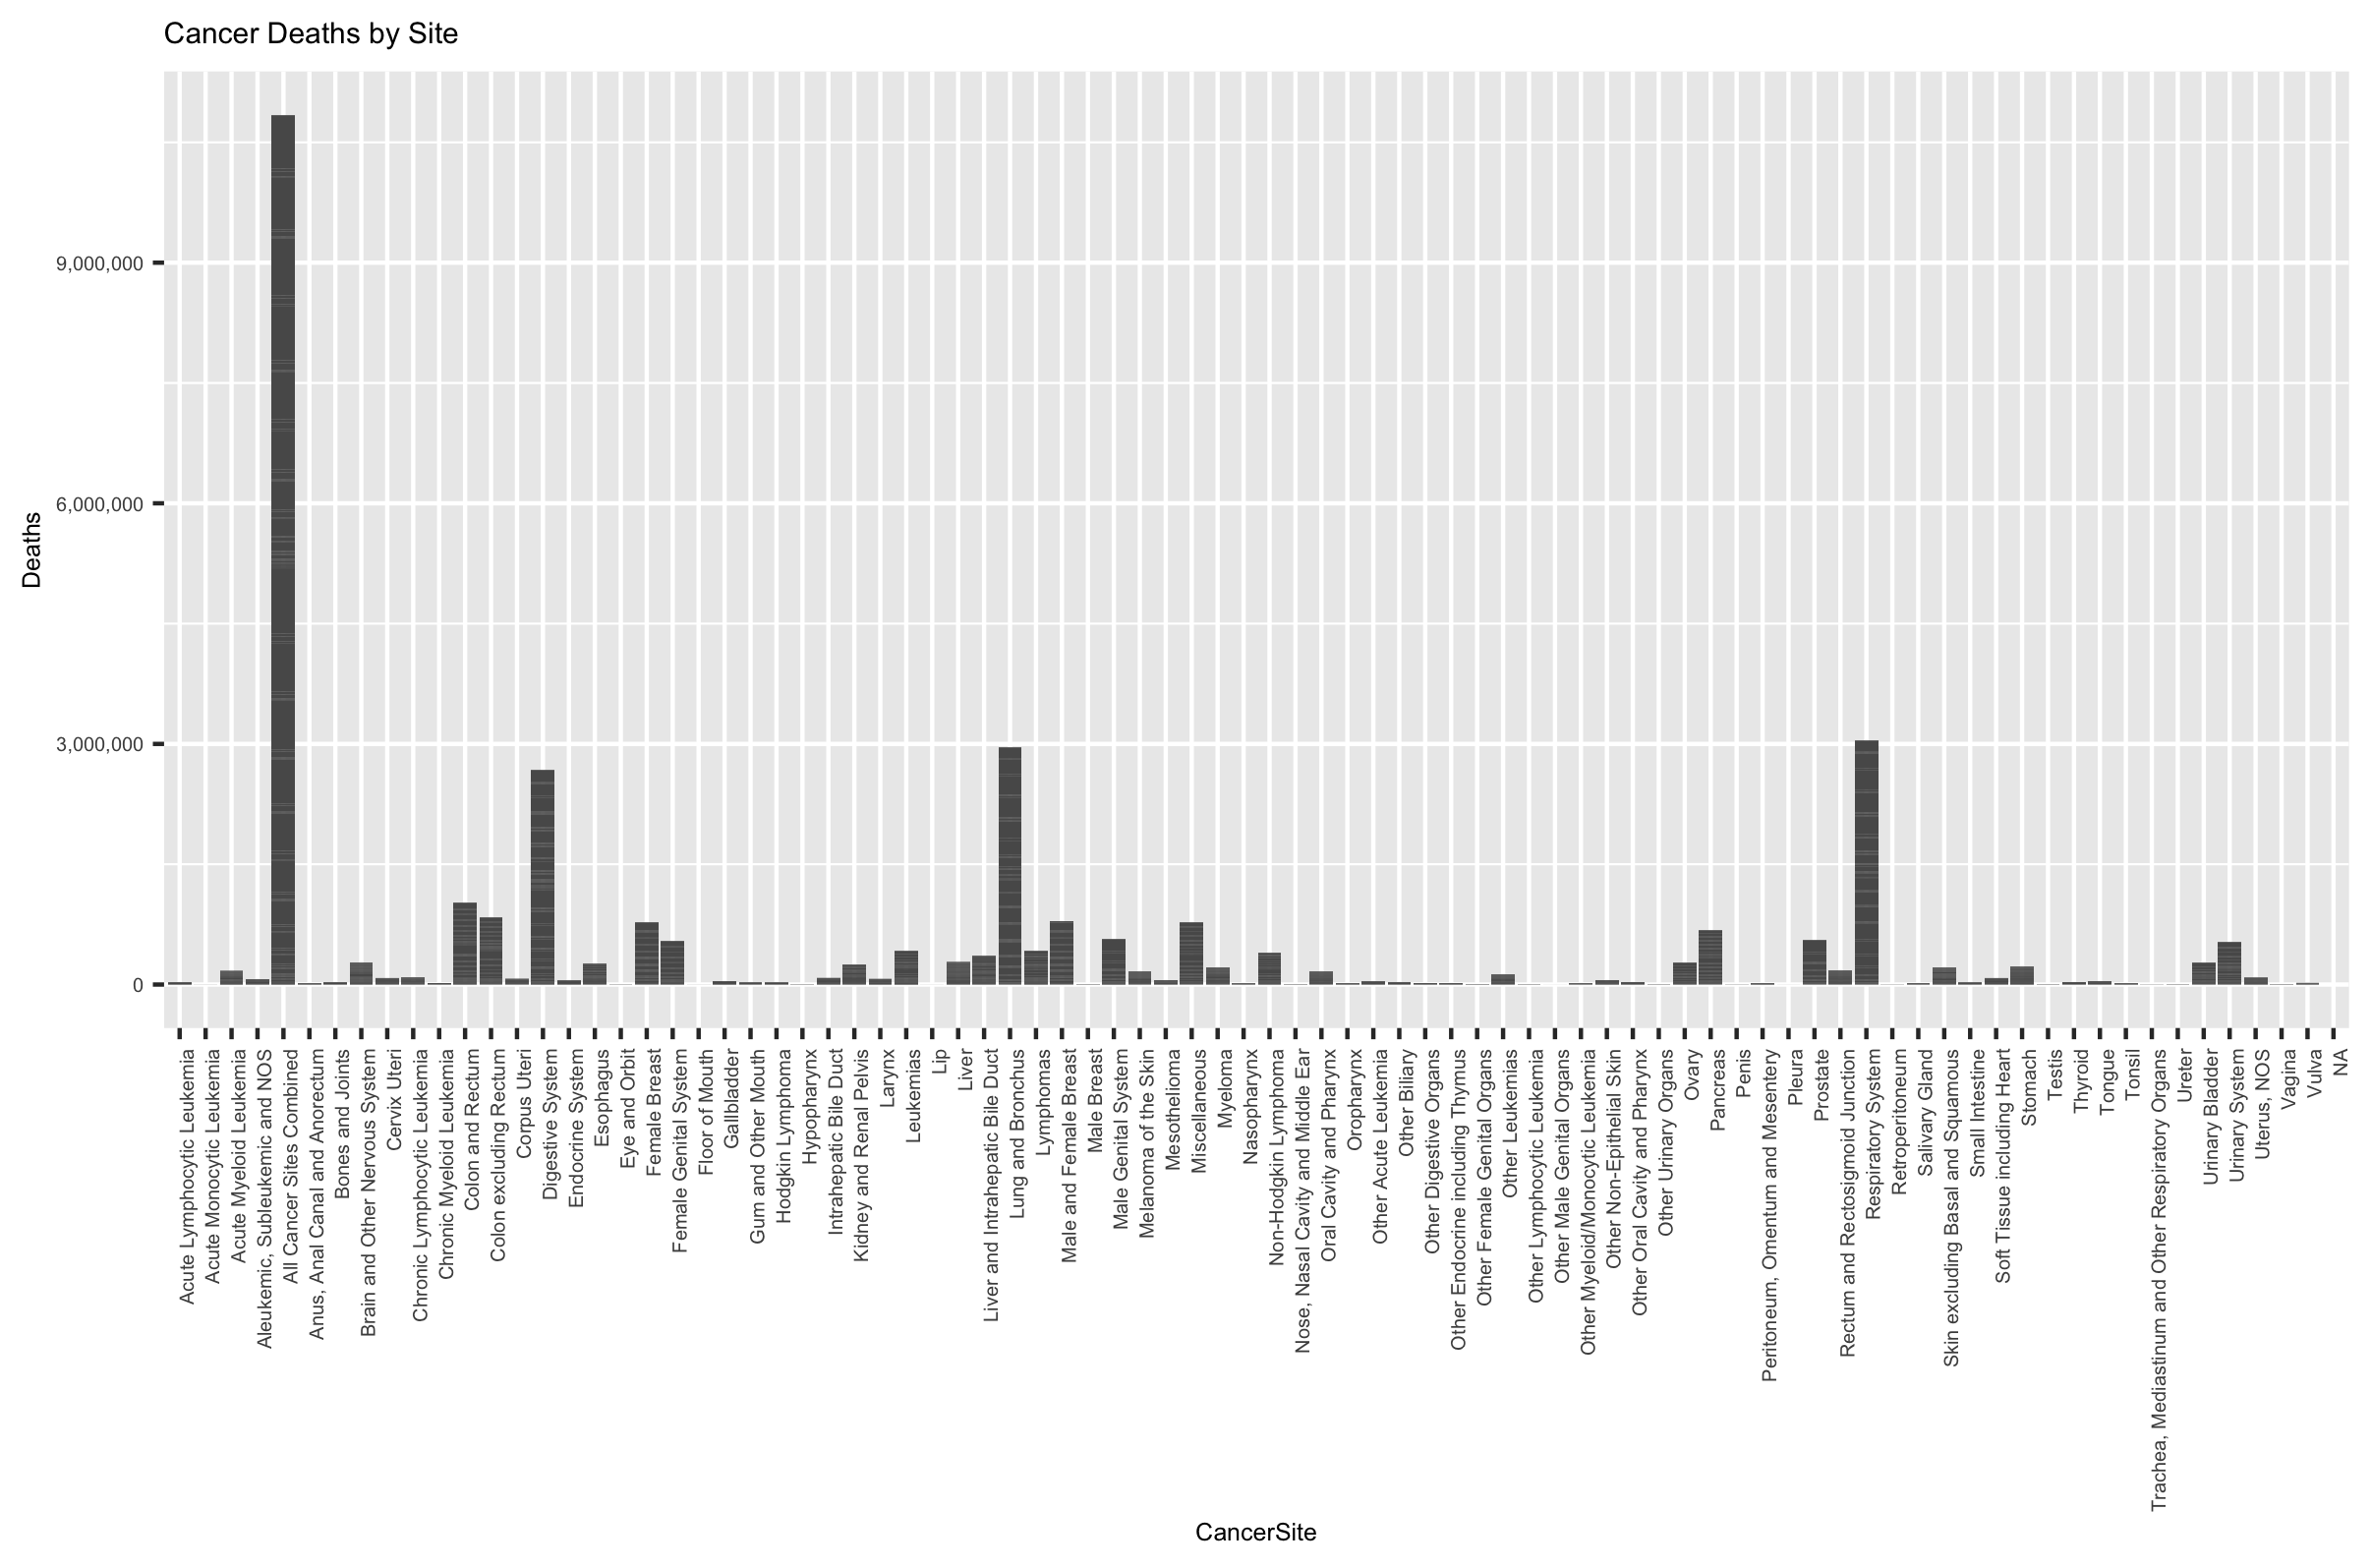 Cancer Deaths by Site
9,000,000
6,000,000
3,000,000
0
Deaths
Acute Lymphocytic Leukemia
Acute Monocytic Leukemia
Acute Myeloid Leukemia
Aleukemic, Subleukemic and NOS
All Cancer Sites Combined
Anus, Anal Canal and Anorectum
Bones and Joints
Brain and Other Nervous System
Cervix Uteri
Chronic Lymphocytic Leukemia
Chronic Myeloid Leukemia
Colon and Rectum
Colon excluding Rectum
Corpus Uteri
Digestive System
Endocrine System
Esophagus
Eye and Orbit
Female Breast
Female Genital System
Floor of Mouth
Gallbladder
Gum and Other Mouth
Hodgkin Lymphoma
Hypopharynx
Intrahepatic Bile Duct
Kidney and Renal Pelvis
Larynx
Leukemias
Lip
Liver
Liver and Intrahepatic Bile Duct
Lung and Bronchus
Lymphomas
Male and Female Breast
Male Breast
Male Genital System
Melanoma of the Skin
Mesothelioma
Miscellaneous
Myeloma
Nasopharynx
Non-Hodgkin Lymphoma
Nose, Nasal Cavity and Middle Ear
Oral Cavity and Pharynx
Oropharynx
Other Acute Leukemia
Other Biliary
Other Digestive Organs
Other Endocrine including Thymus
Other Female Genital Organs
Other Leukemias
Other Lymphocytic Leukemia
Other Male Genital Organs
Other Myeloid/Monocytic Leukemia
Other Non-Epithelial Skin
Other Oral Cavity and Pharynx
Other Urinary Organs
Ovary
Pancreas
Penis
Peritoneum, Omentum and Mesentery
Pleura
Prostate
Rectum and Rectosigmoid Junction
Respiratory System
Retroperitoneum
Salivary Gland
Skin excluding Basal and Squamous
Small Intestine
Soft Tissue including Heart
Stomach
Testis
Thyroid
Tongue
Tonsil
Trachea, Mediastinum and Other Respiratory Organs
Ureter
Urinary Bladder
Urinary System
Uterus, NOS
Vagina
Vulva
NA
CancerSite